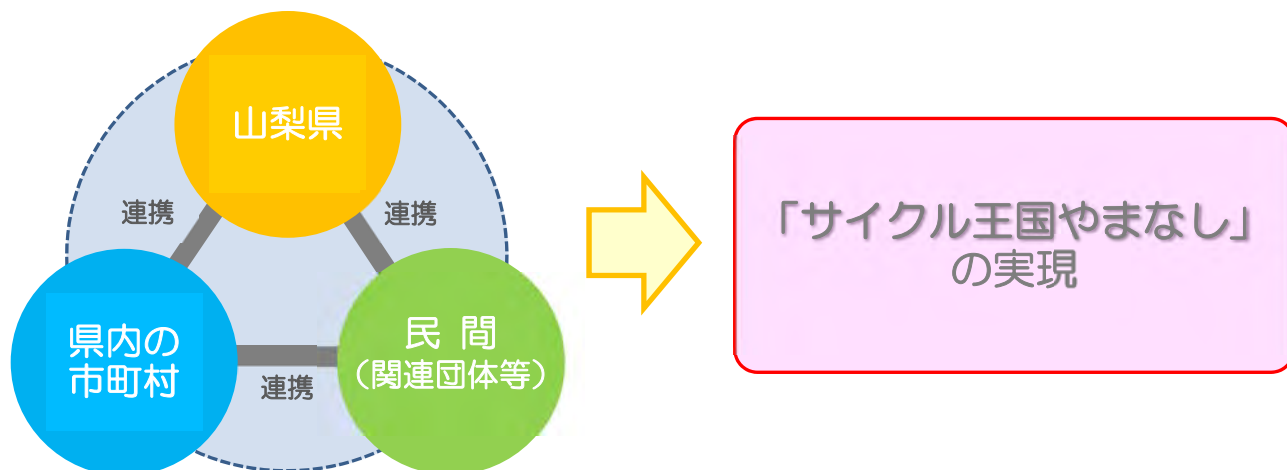 山梨県
連携
連携
県内の
市町村
民 間
(関連団体等)
連携
「サイクル王国やまなし」
の実現